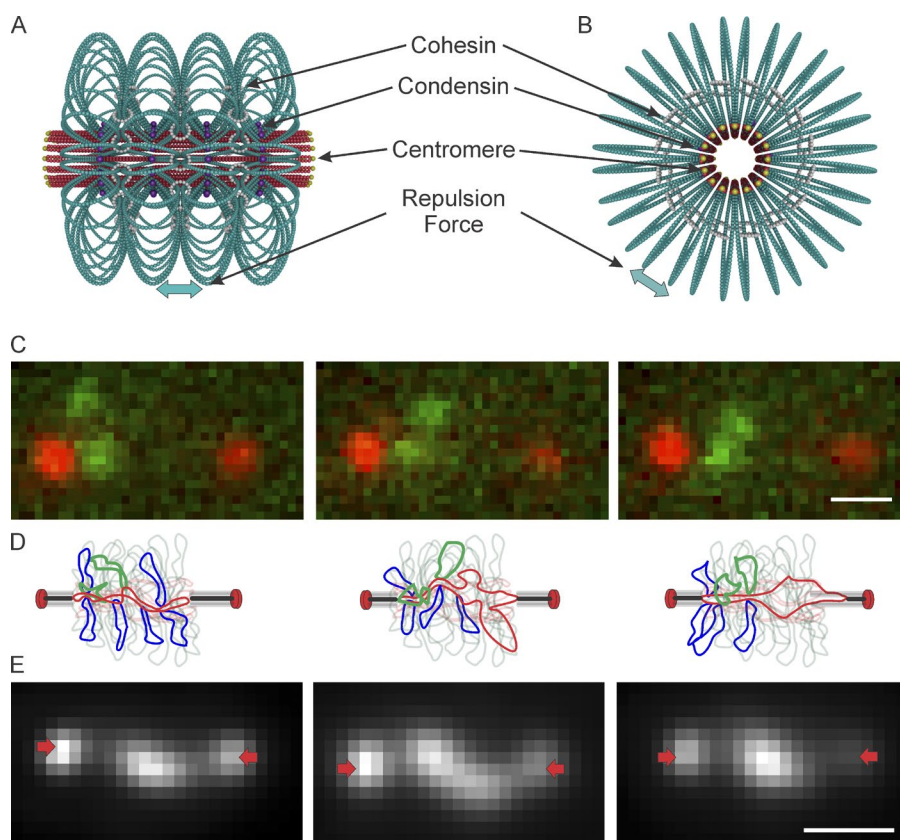 A
B
Cohesin
Condensin
Centromere
Repulsion
Force
C
D
E